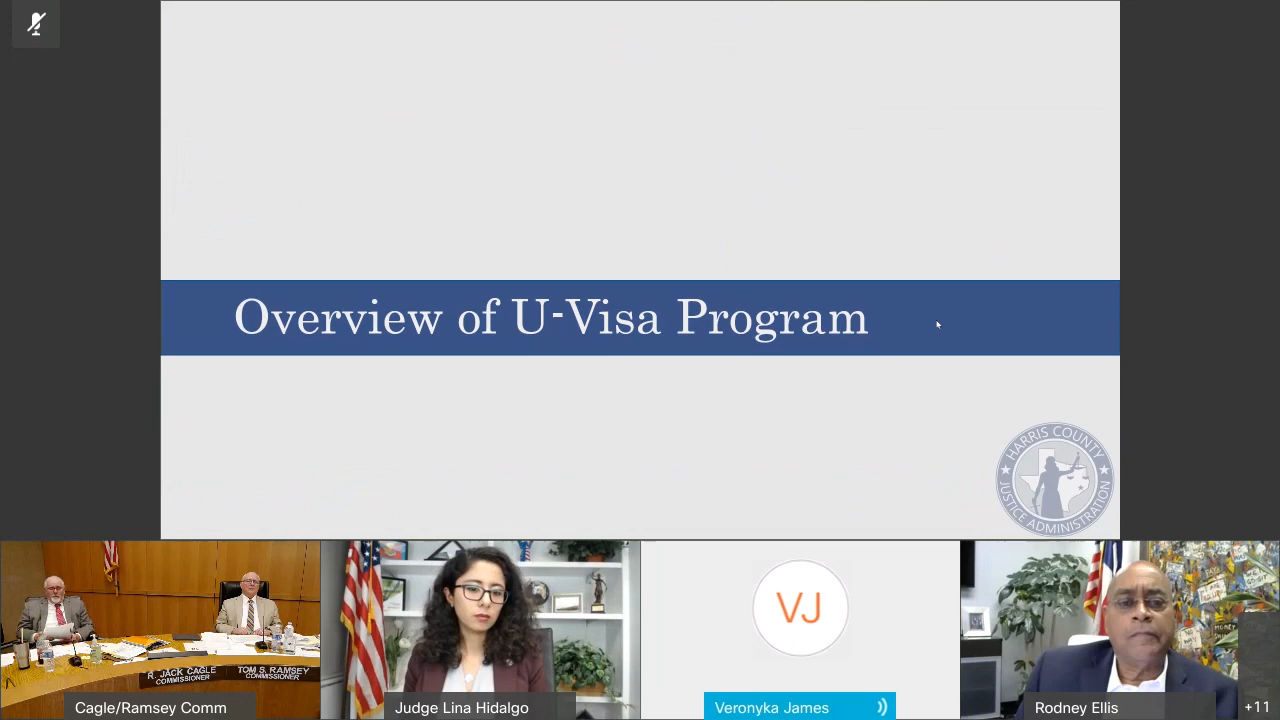 Overview of U-Visa Program
HARRIS COUNTY
JUSTICE ADMINISTRATION
R. JACK CAGLE
COMMISSIONER
TOM S. RAMSEY
COMMISSIONER
VJ
MONEY
Cagle/Ramsey Comm
Judge Lina Hidalgo
Veronyka James
Rodney Ellis
+11